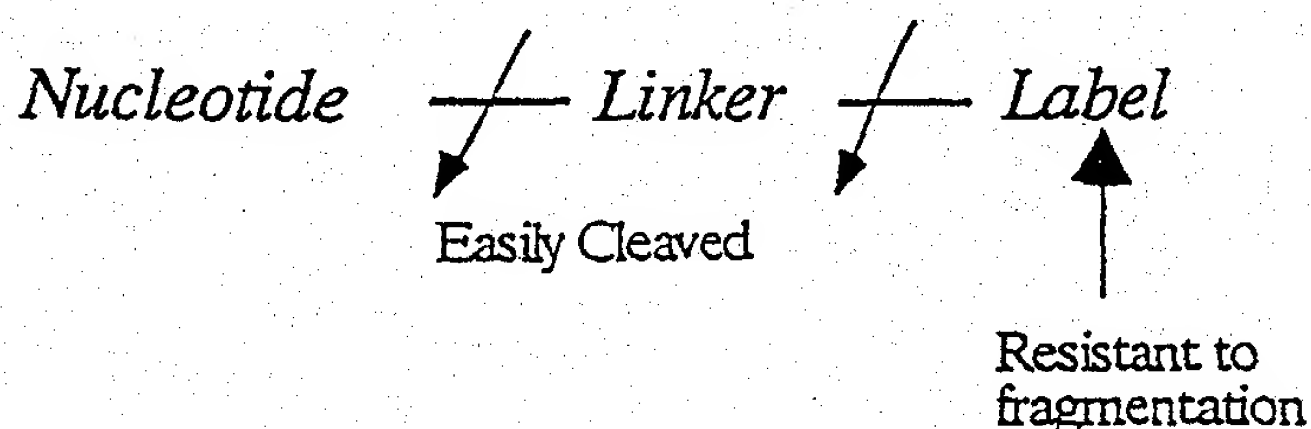 Nucleotide — Linker — Label
Easily Cleaved
Resistant to
fragmentation